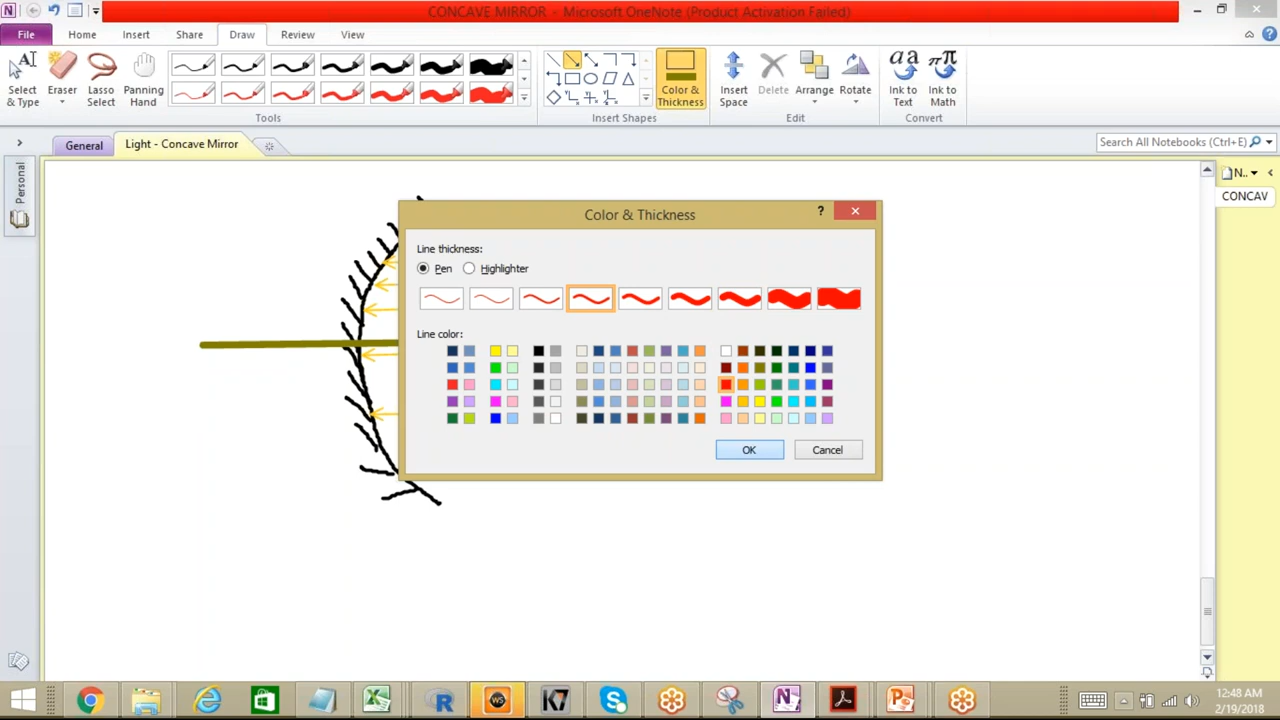 CONCAVE MIRROR - Microsoft OneNote (Product Activation Failed)
File Home Insert Share Draw Review View
Select & Type
Eraser
Lasso Select
Panning Hand
Color & Thickness
Insert Space
Delete
Arrange
Rotate
Ink to Text
Ink to Math
Tools
Insert Shapes
Edit
Convert
General
Light - Concave Mirror
Search All Notebooks (Ctrl+E)
N..
Personal
CONCAV
Color & Thickness
?
Line thickness:
Pen
Highlighter
Line color:
OK
Cancel
WS
K7
12:48 AM
2/19/2018